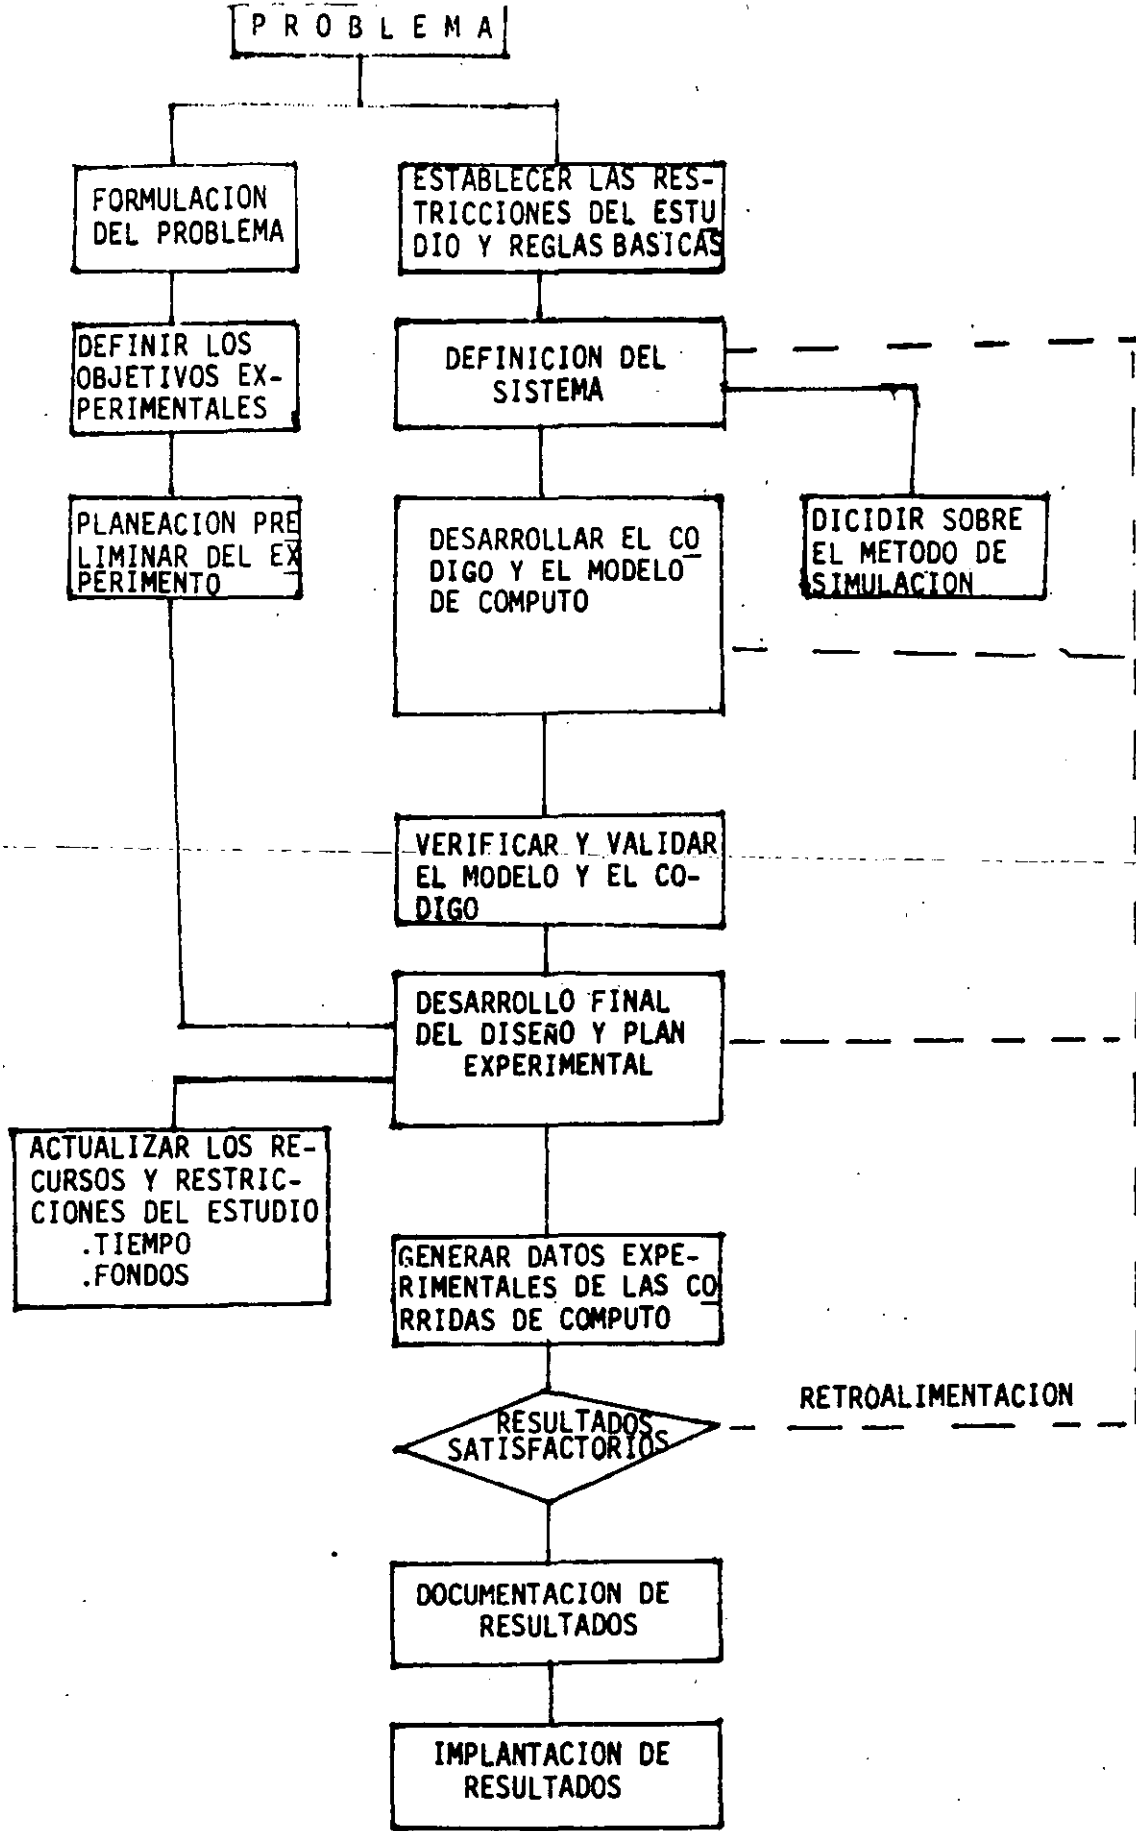 P R O B L E M A
FORMULACION
DEL PROBLEMA
ESTABLECER LAS RES-
TRICCIONES DEL ESTU
DIO Y REGLAS BASICAS
DEFINIR LOS
OBJETIVOS EX-
PERIMENTALES
DEFINICION DEL
SISTEMA
PLANEACION PRE
LIMINAR DEL EX
PERIMENTO
DESARROLLAR EL CO
DIGO Y EL MODELO
DE COMPUTO
DICIDIR SOBRE
EL METODO DE
SIMULACION
VERIFICAR Y VALIDAR
EL MODELO Y EL CO-
DIGO
DESARROLLO FINAL
DEL DISEÑO Y PLAN
EXPERIMENTAL
ACTUALIZAR LOS RE-
CURSOS Y RESTRIC-
CIONES DEL ESTUDIO
.TIEMPO
.FONDOS
GENERAR DATOS EXPE-
RIMENTALES DE LAS CO
RRIDAS DE COMPUTO
RESULTADOS
SATISFACTORIOS
RETROALIMENTACION
DOCUMENTACION DE
RESULTADOS
IMPLANTACION DE
RESULTADOS